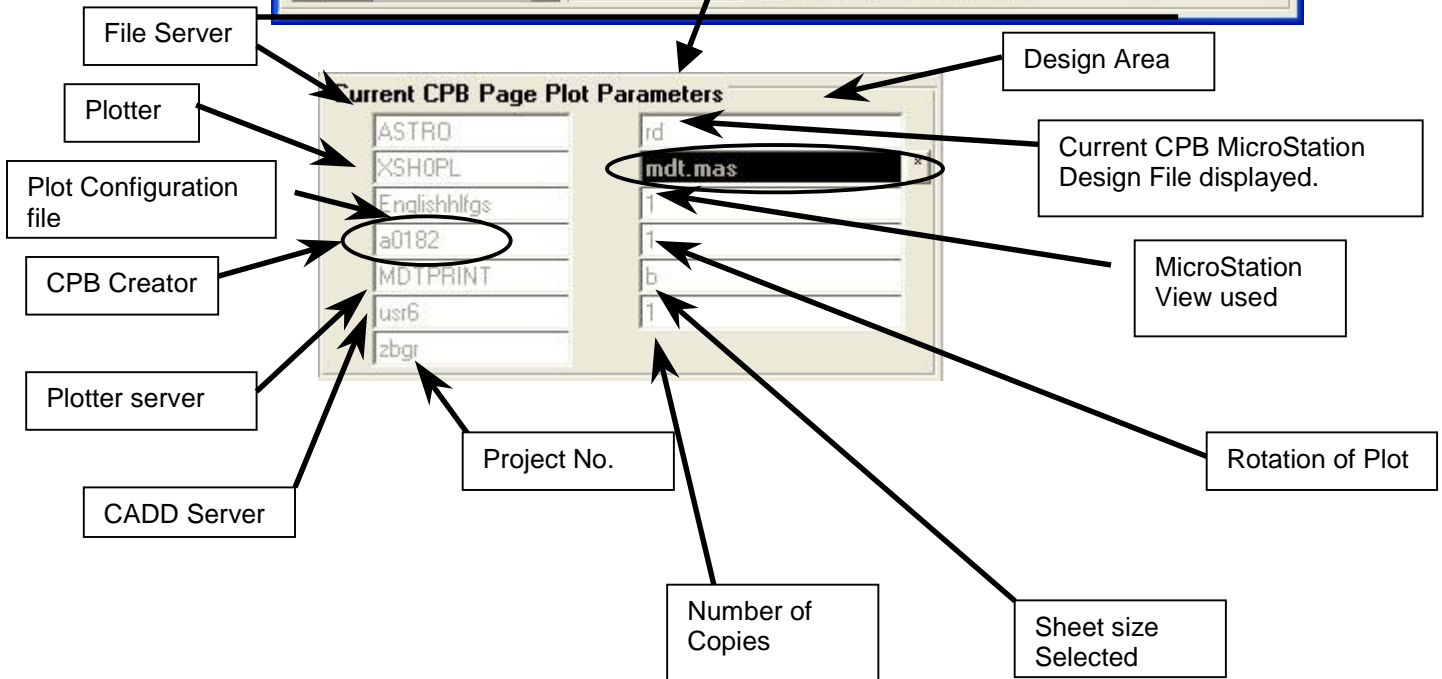 File Server
Design Area
Current CPB Page Plot Parameters
Plotter
ASTRO
rd
Current CPB MicroStation
Design File displayed.
XSH0PL
mdt.mas
*
Plot Configuration
file
Englishhlfgs
1
a0182
1
CPB Creator
MDTPRINT
b
MicroStation
View used
usr6
1
zbgr
Plotter server
Project No.
Rotation of Plot
CADD Server
Number of
Copies
Sheet size
Selected